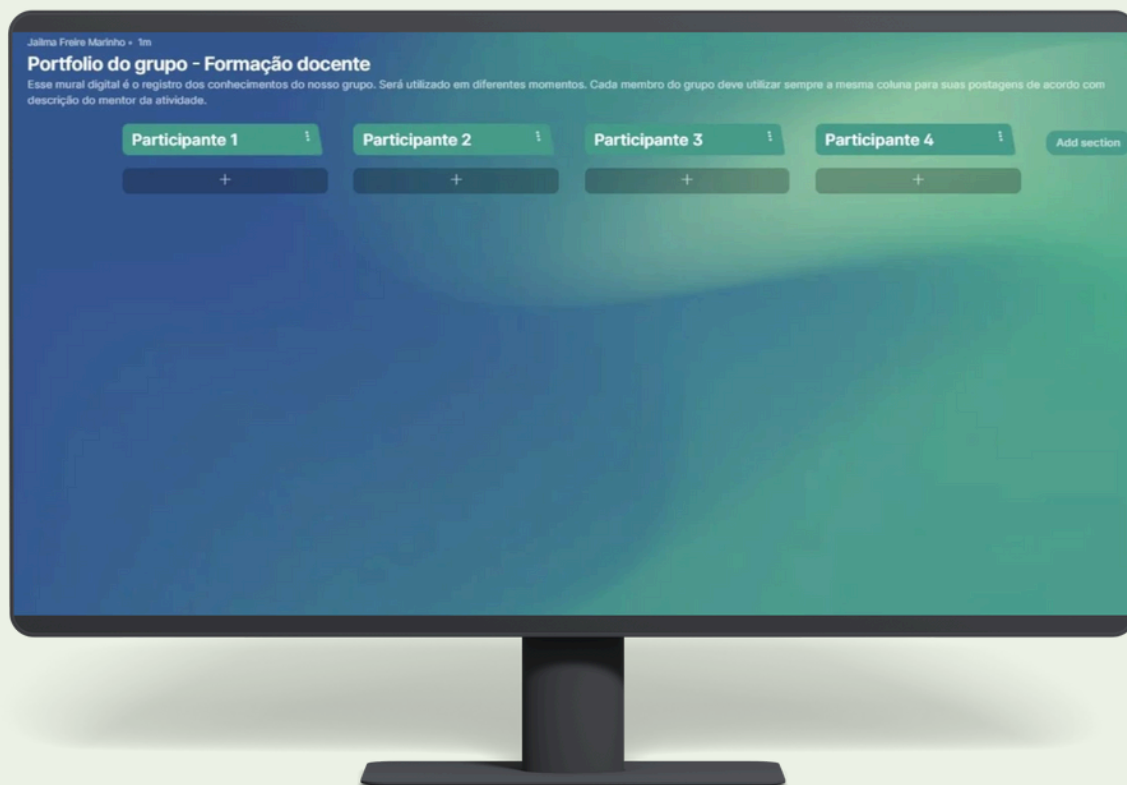 Jalima Freire Marinho • 1m
Portfolio do grupo - Formação docente
Esse mural digital é o registro dos conhecimentos do nosso grupo. Será utilizado em diferentes momentos. Cada membro do grupo deve utilizar sempre a mesma coluna para suas postagens de acordo com
descrição do mentor da atividade.
Participante 1
Participante 2
Participante 3
Participante 4
Add section